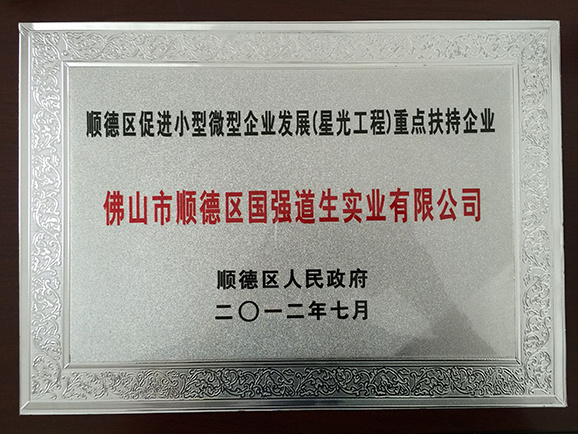 顺德区促进小型微型企业发展(星光工程)重点扶持企业
佛山市顺德区国强道生实业有限公司
顺德区人民政府
二〇一二年七月